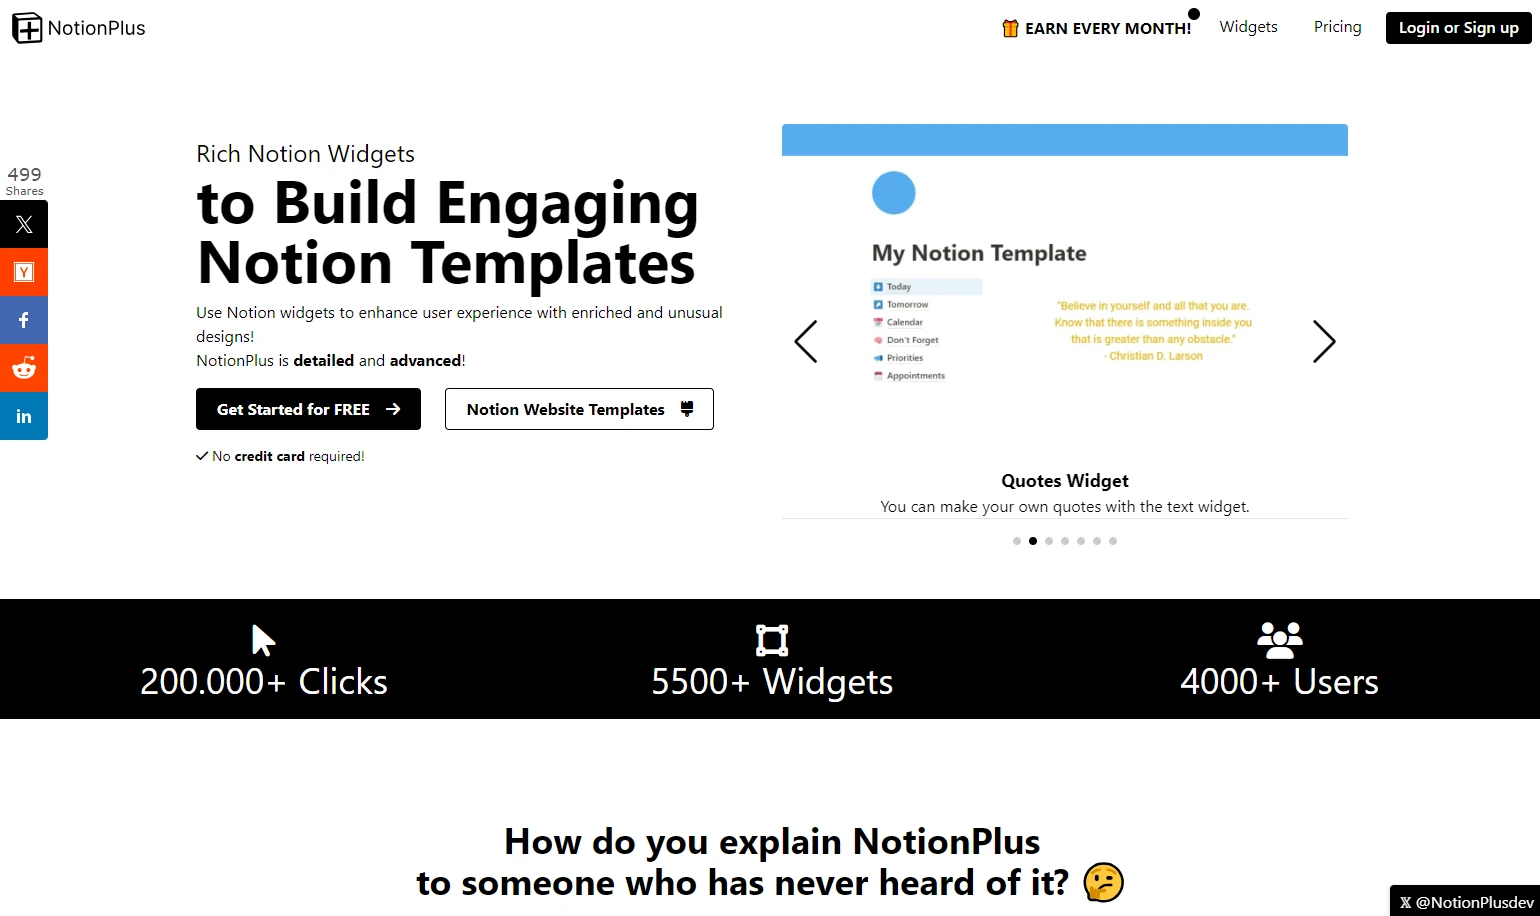 NotionPlus
EARN EVERY MONTH!
Widgets
Pricing
Login or Sign up
499
Shares
Rich Notion Widgets
to Build Engaging
Notion Templates
Use Notion widgets to enhance user experience with enriched and unusual
designs!
NotionPlus is detailed and advanced!
Get Started for FREE
Notion Website Templates
No credit card required!
My Notion Template
Today
Tomorrow
Calendar
Don't Forget
Priorities
Appointments
"Believe in yourself and all that you are.
Know that there is something inside you
that is greater than any obstacle."
- Christian D. Larson
Quotes Widget
You can make your own quotes with the text widget.
200.000+ Clicks
5500+ Widgets
4000+ Users
How do you explain NotionPlus
to someone who has never heard of it? 🤔
𝕏 @NotionPlusdev